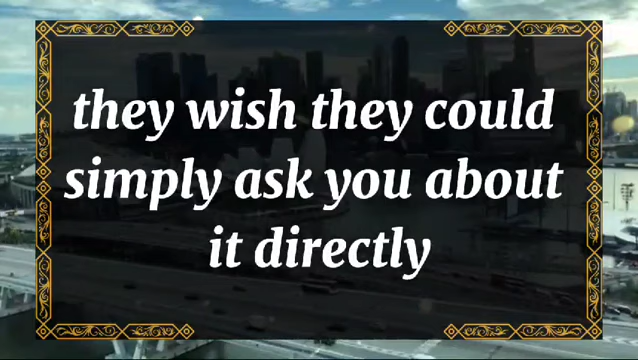 they wish they could
simply ask you about
it directly